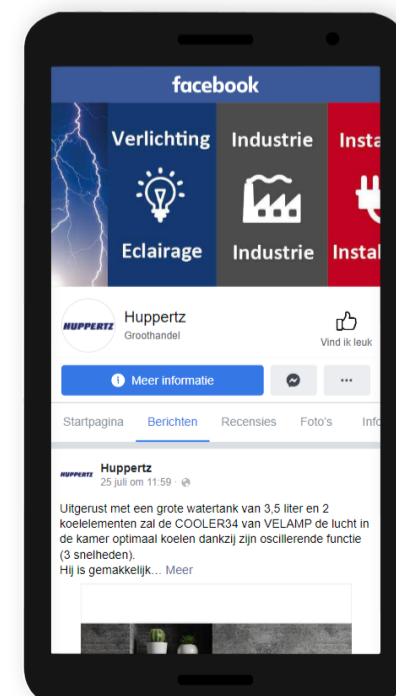 facebook
Verlichting Industrie Insta
Eclairage Industrie Instal
HUPPERTZ
Huppertz
Groothandel
Vind ik leuk
Meer informatie
Startpagina Berichten Recensies Foto's Info
HUPPERTZ
Huppertz
25 juli om 11:59 ·
Uitgerust met een grote watertank van 3,5 liter en 2
koelelementen zal de COOLER34 van VELAMP de lucht in
de kamer optimaal koelen dankzij zijn oscillerende functie
(3 snelheden).
Hij is gemakkelijk... Meer